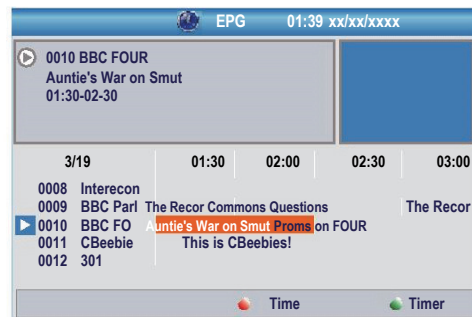 EPG 01:39 xx/xx/xxxx
0010 BBC FOUR
Auntie's War on Smut
01:30-02-30
3/19 01:30 02:00 02:30 03:00
0008 Interecon
0009 BBC Parl The Recor Commons Questions The Recor
0010 BBC FO Auntie's War on Smut Proms on FOUR
0011 CBeebie This is CBeebies!
0012 301
Time Timer